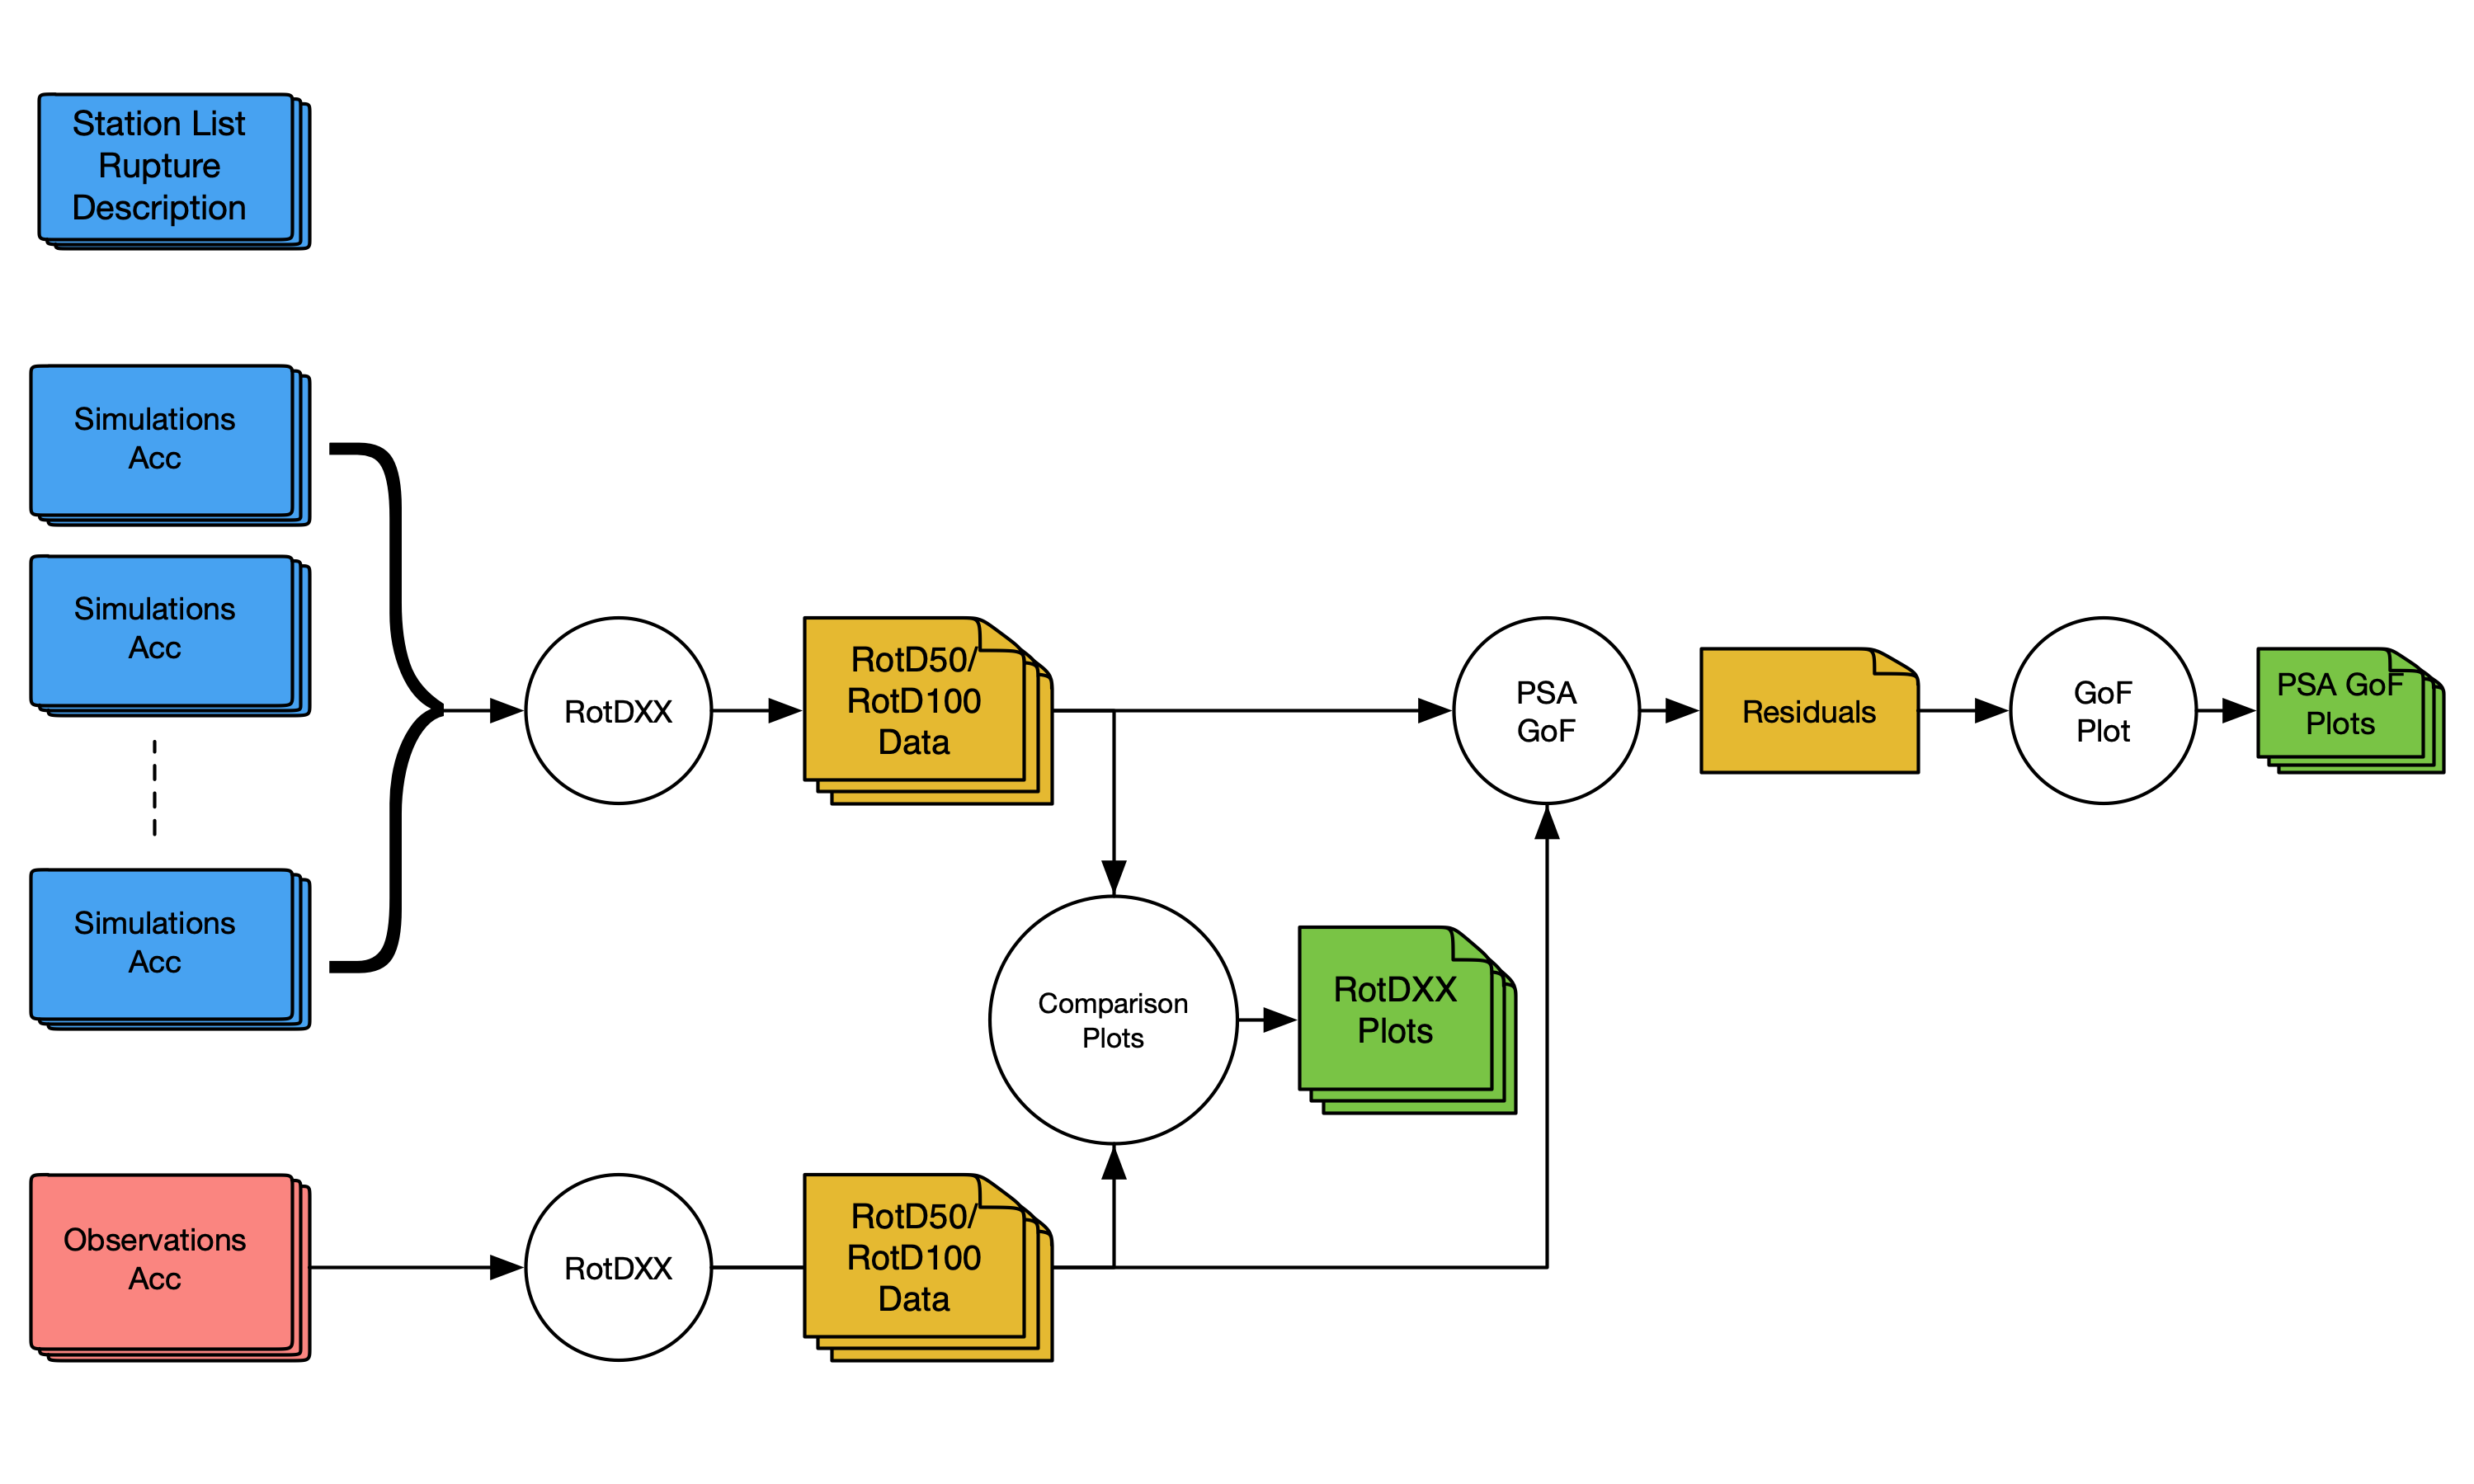 Station List
Rupture
Description
Simulations
Acc
Simulations
Acc
RotDXX
RotD50/
RotD100
Data
PSA
GoF
Residuals
GoF
Plot
PSA GoF
Plots
Simulations
Acc
Comparison
Plots
RotDXX
Plots
Observations
Acc
RotDXX
RotD50/
RotD100
Data